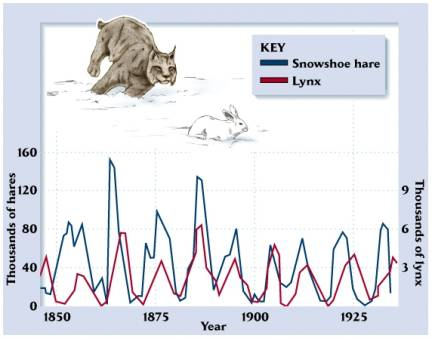 KEY
Snowshoe hare
Lynx
160
120
80
40
0
Thousands of hares
9
6
3
Thousands of lynx
1850
1875
1900
1925
Year